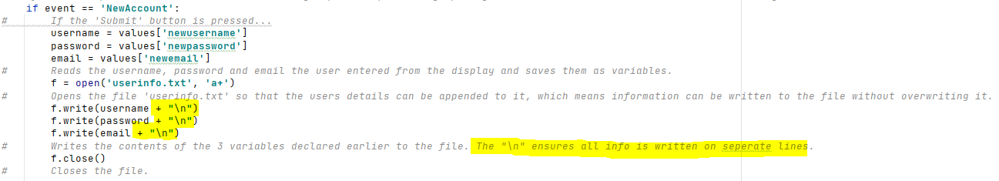 if event == 'NewAccount':
#       If the 'Submit' button is pressed...
username = values['newusername']
password = values['newpassword']
email = values['newemail']
#       Reads the username, password and email the user entered from the display and saves them as variables.
f = open('userinfo.txt', 'a+')
#       Opens the file 'userinfo.txt' so that the users details can be appended to it, which means information can be written to the file without overwriting it.
f.write(username + "\n")
f.write(password + "\n")
f.write(email + "\n")
#       Writes the contents of the 3 variables declared earlier to the file. The "\n" ensures all info is written on seperate lines.
f.close()
#       Closes the file.